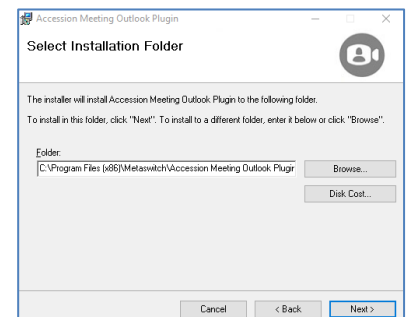 Accession Meeting Outlook Plugin
Select Installation Folder
The installer will install Accession Meeting Outlook Plugin to the following folder.
To install in this folder, click "Next". To install to a different folder, enter it below or click "Browse".
Folder:
C:\Program Files (x86)\Metaswitch\Accession Meeting Outlook Plugir
Browse...
Disk Cost...
Cancel
< Back
Next >